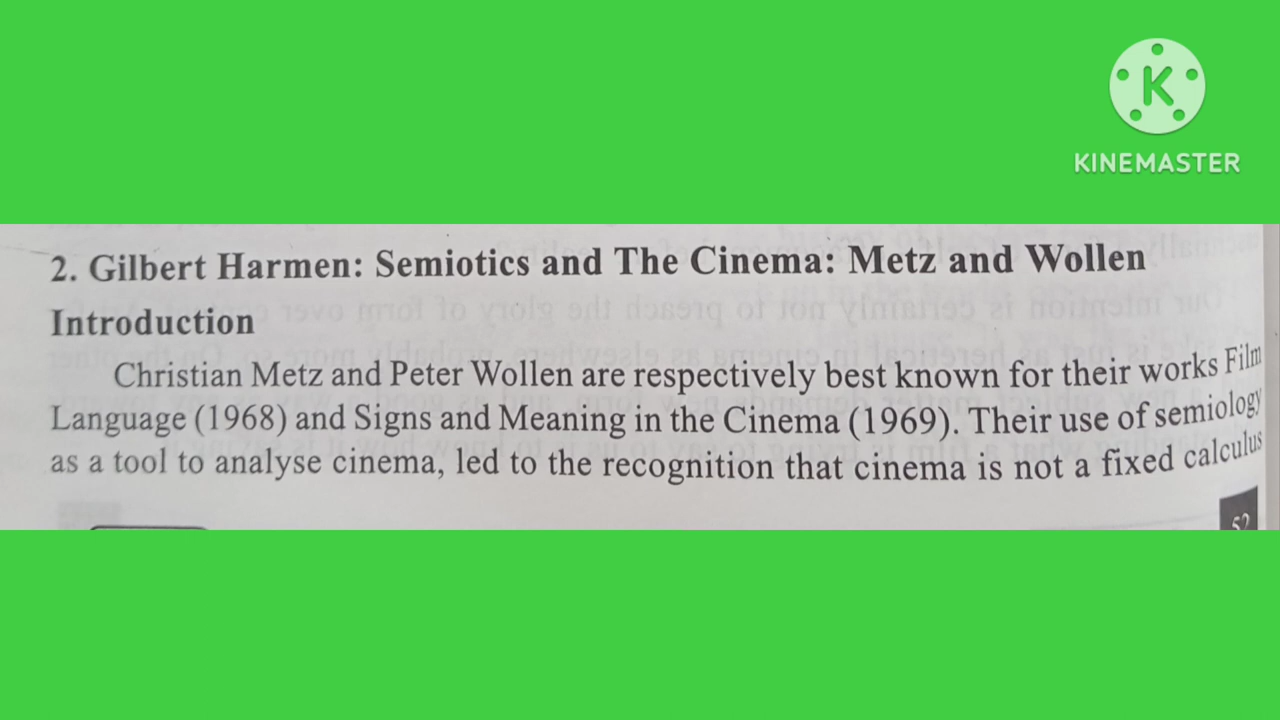 KINEMASTER
2. Gilbert Harmen: Semiotics and The Cinema: Metz and Wollen
Introduction
Christian Metz and Peter Wollen are respectively best known for their works Film
Language (1968) and Signs and Meaning in the Cinema (1969). Their use of semiology
as a tool to analyse cinema, led to the recognition that cinema is not a fixed calculus
52